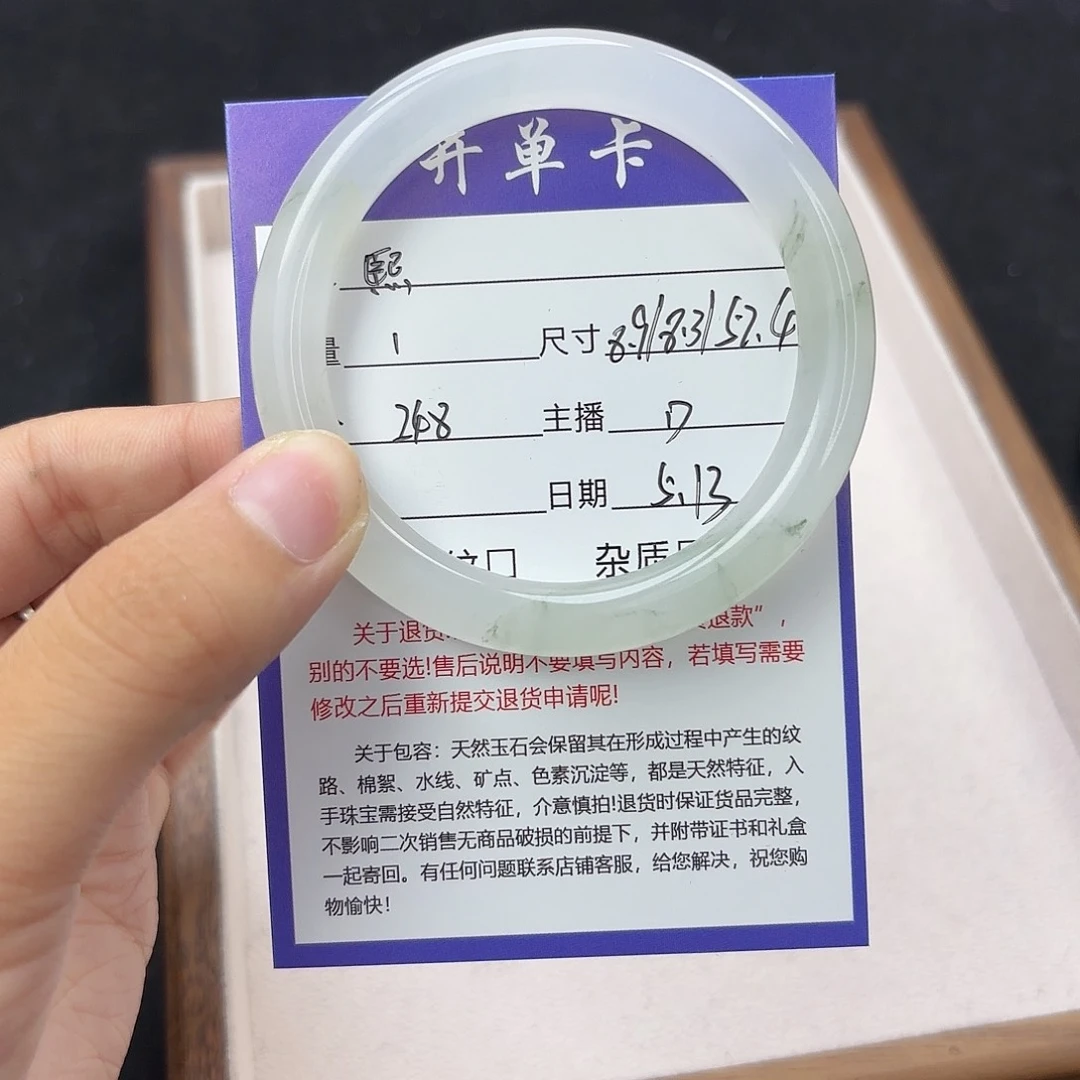 开单卡
熙
量 1 尺寸 8.9/8.3/57.4
248 主播 D
日期 5.13
纹口 杂质
关于退货 退款”，
别的不要选!售后说明不要填写内容，若填写需要
修改之后重新提交退货申请呢!
关于包容：天然玉石会保留其在形成过程中产生的纹
路、棉絮、水线、矿点、色素沉淀等，都是天然特征，入
手珠宝需接受自然特征，介意慎拍!退货时保证货品完整，
不影响二次销售无商品破损的前提下，并附带证书和礼盒
一起寄回。有任何问题联系店铺客服，给您解决，祝您购
物愉快!